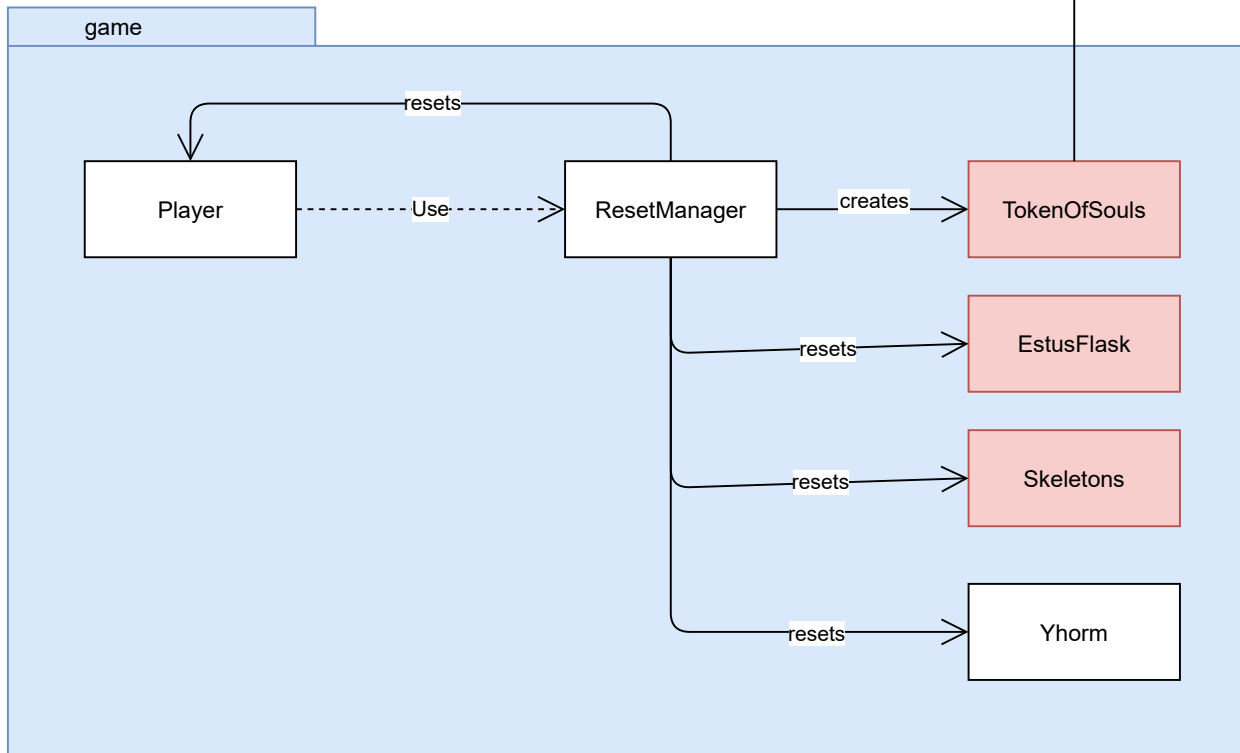 game
resets
Player
Use
ResetManager
creates
TokenOfSouls
resets
EstusFlask
resets
Skeletons
resets
Yhorm